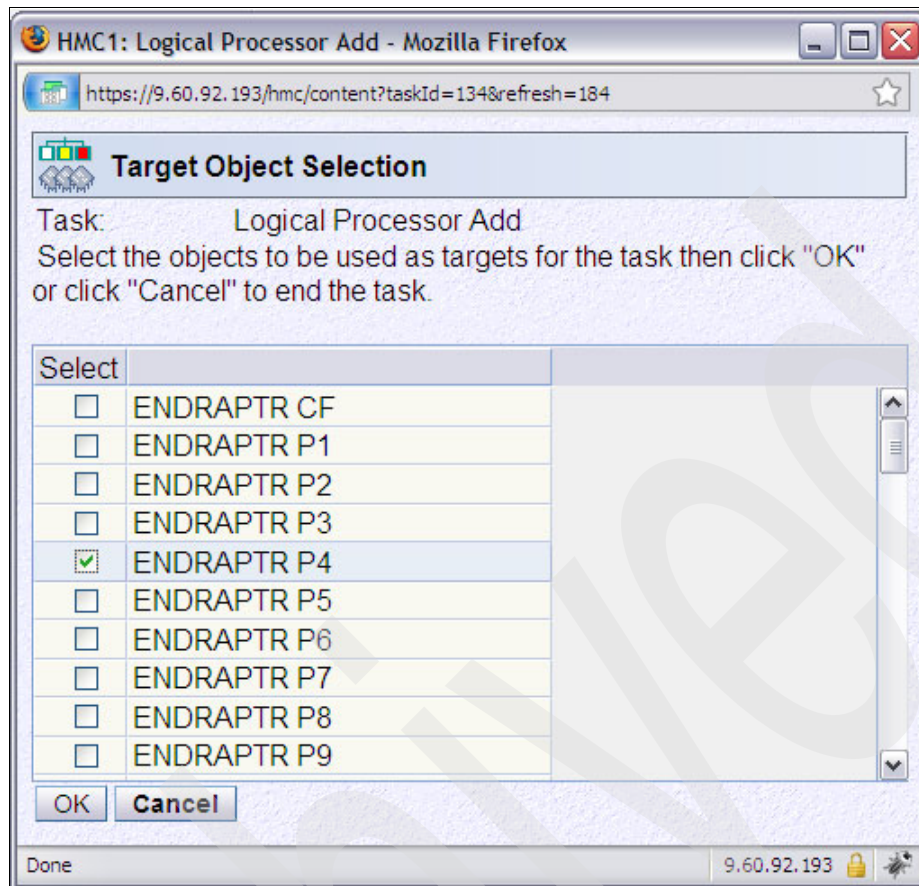 HMC1: Logical Processor Add - Mozilla Firefox
https://9.60.92.193/hmc/content?taskId=134&refresh=184
Target Object Selection
Task: Logical Processor Add
Select the objects to be used as targets for the task then click "OK"
or click "Cancel" to end the task.
Select
ENDRAPTR CF
ENDRAPTR P1
ENDRAPTR P2
ENDRAPTR P3
ENDRAPTR P4
ENDRAPTR P5
ENDRAPTR P6
ENDRAPTR P7
ENDRAPTR P8
ENDRAPTR P9
OK Cancel
Done 9.60.92.193